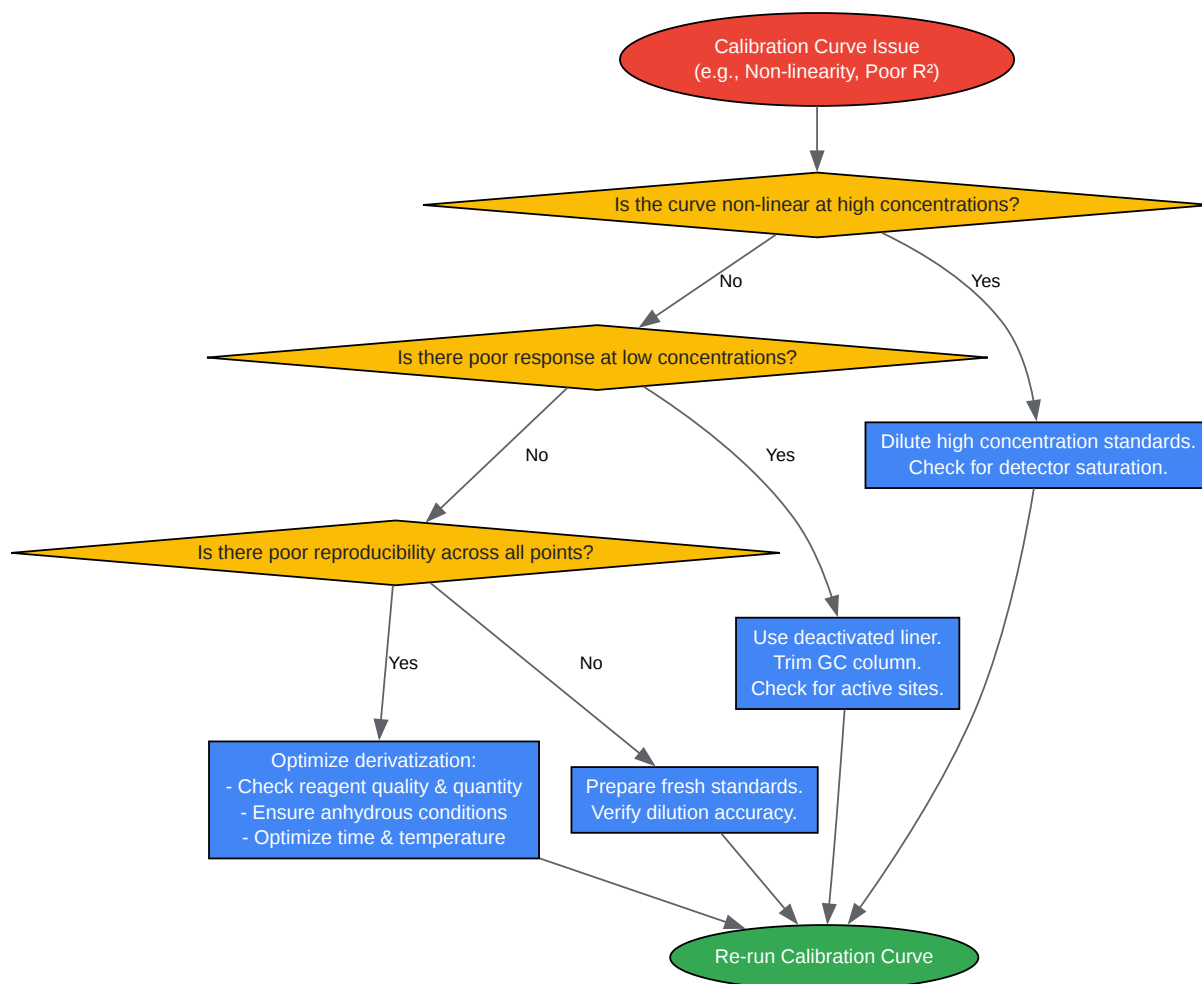 Calibration Curve Issue
(e.g., Non-linearity, Poor R²)
Is the curve non-linear at high concentrations?
No
Yes
Is there poor response at low concentrations?
Dilute high concentration standards.
Check for detector saturation.
No
Yes
Is there poor reproducibility across all points?
Use deactivated liner.
Trim GC column.
Check for active sites.
Yes
No
Optimize derivatization:
- Check reagent quality & quantity
- Ensure anhydrous conditions
- Optimize time & temperature
Prepare fresh standards.
Verify dilution accuracy.
Re-run Calibration Curve